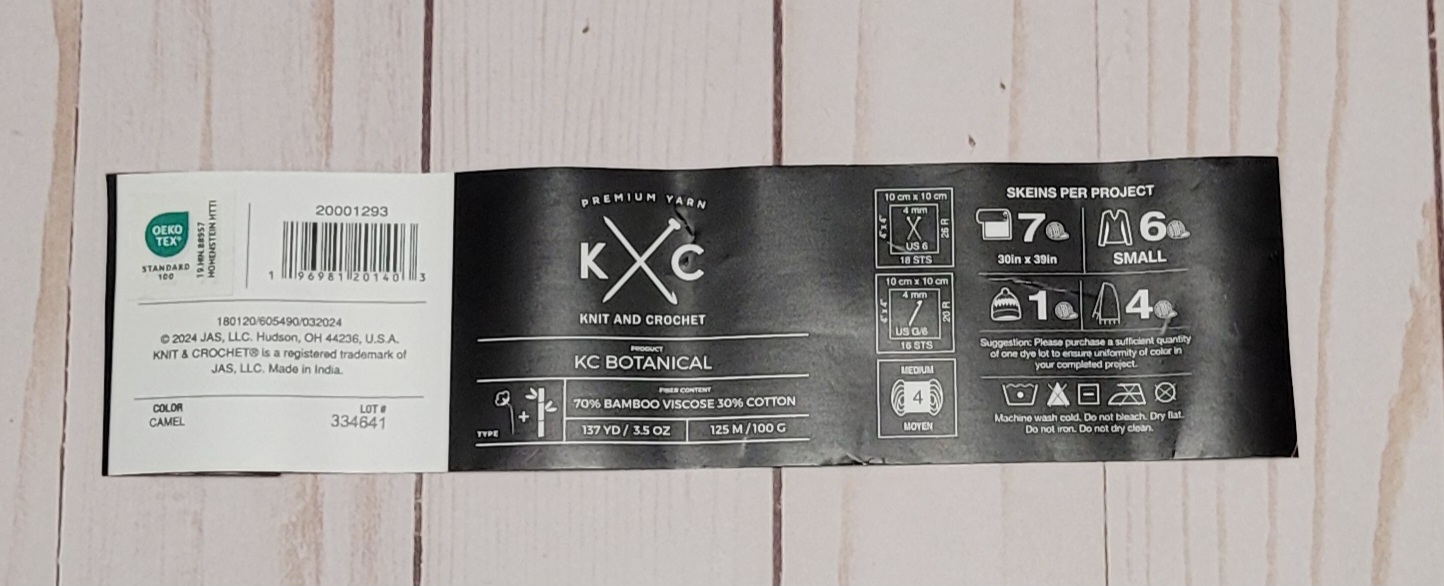 OEKO
TEX®
STANDARD
100
19.HIN.88957
HOHENSTEIN HTTI
20001293
1 96981 20140 3
180120/605490/032024
© 2024 JAS, LLC. Hudson, OH 44236, U.S.A.
KNIT & CROCHET® is a registered trademark of
JAS, LLC. Made in India.
COLOR
CAMEL
LOT #
334641
PREMIUM YARN
K C
KNIT AND CROCHET
PRODUCT
KC BOTANICAL
TYPE
+
FIBER CONTENT
70% BAMBOO VISCOSE 30% COTTON
137 YD / 3.5 OZ
125 M / 100 G
10 cm x 10 cm
4"x 4"
4 mm
US 6
26 R
18 STS
10 cm x 10 cm
4"x 4"
4 mm
US G/6
20 R
16 STS
MEDIUM
4
MOYEN
SKEINS PER PROJECT
7
30in x 39in
6
SMALL
1
4
Suggestion: Please purchase a sufficient quantity
of one dye lot to ensure uniformity of color in
your completed project.
Machine wash cold. Do not bleach. Dry flat.
Do not iron. Do not dry clean.